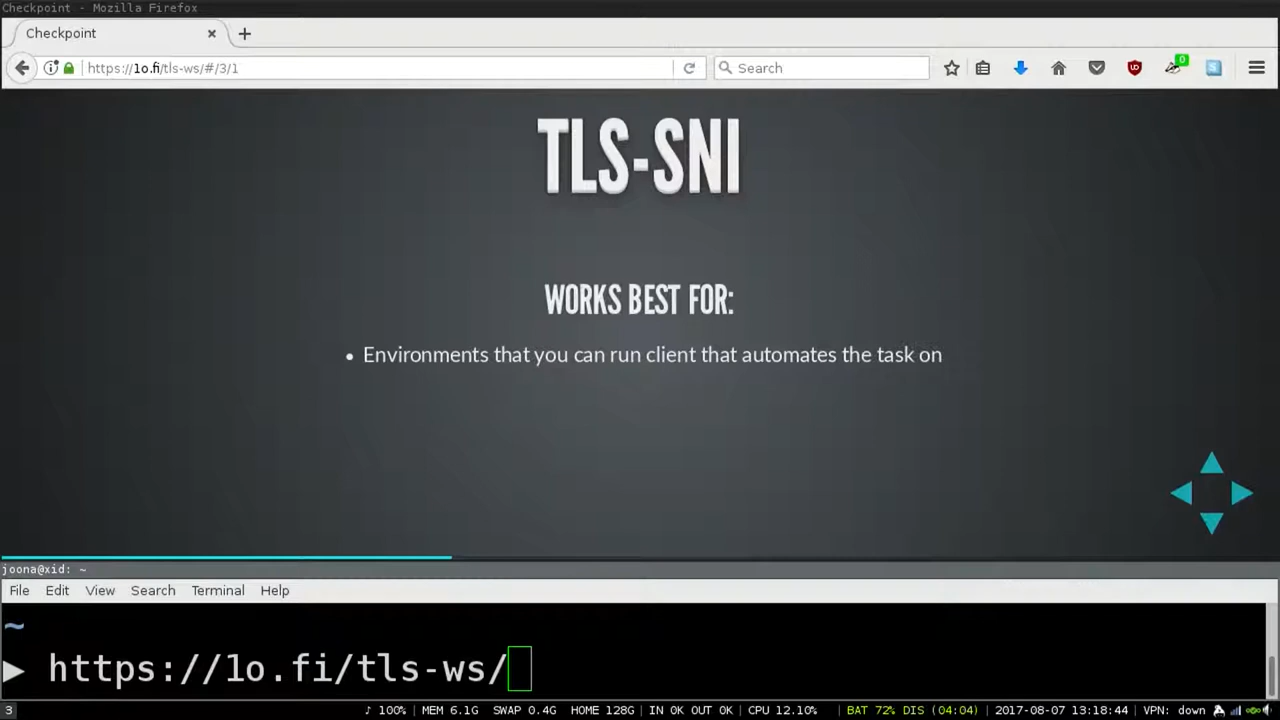 Checkpoint - Mozilla Firefox
Checkpoint
https://1o.fi/tls-ws/#/3/1
Search
0
TLS-SNI
WORKS BEST FOR:
• Environments that you can run client that automates the task on
joona@xid: ~
File Edit View Search Terminal Help
~
https://1o.fi/tls-ws/
3 ♪ 100% | MEM 6.1G SWAP 0.4G HOME 128G | IN OK OUT OK | CPU 12.10% | BAT 72% DIS (04:04) | 2017-08-07 13:18:44 | VPN: down